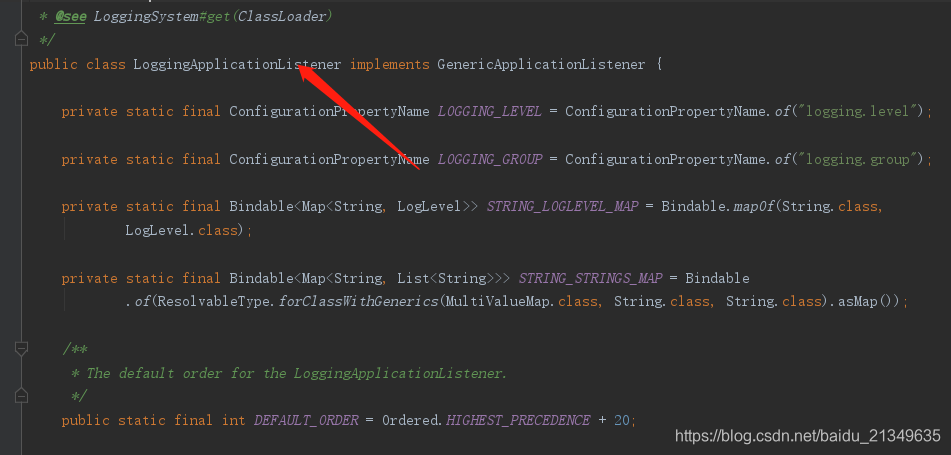 * @see LoggingSystem#get(ClassLoader)
*/
public class LoggingApplicationListener implements GenericApplicationListener {
private static final ConfigurationPropertyName LOGGING_LEVEL = ConfigurationPropertyName.of("logging.level");
private static final ConfigurationPropertyName LOGGING_GROUP = ConfigurationPropertyName.of("logging.group");
private static final Bindable<Map<String, LogLevel>> STRING_LOGLEVEL_MAP = Bindable.mapOf(String.class,
LogLevel.class);
private static final Bindable<Map<String, List<String>>> STRING_STRINGS_MAP = Bindable
.of(ResolvableType.forClassWithGenerics(MultiValueMap.class, String.class, String.class).asMap());
/**
* The default order for the LoggingApplicationListener.
*/
public static final int DEFAULT_ORDER = Ordered.HIGHEST_PRECEDENCE + 20;
https://blog.csdn.net/baidu_21349635